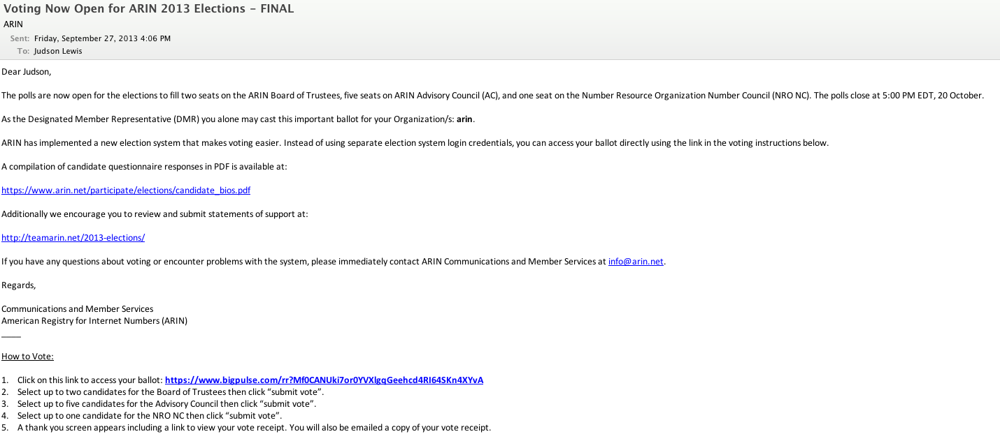 Voting Now Open for ARIN 2013 Elections - FINAL
ARIN
Sent: Friday, September 27, 2013 4:06 PM
To: Judson Lewis
Dear Judson,
The polls are now open for the elections to fill two seats on the ARIN Board of Trustees, five seats on ARIN Advisory Council (AC), and one seat on the Number Resource Organization Number Council (NRO NC). The polls close at 5:00 PM EDT, 20 October.
As the Designated Member Representative (DMR) you alone may cast this important ballot for your Organization/s: arin.
ARIN has implemented a new election system that makes voting easier. Instead of using separate election system login credentials, you can access your ballot directly using the link in the voting instructions below.
A compilation of candidate questionnaire responses in PDF is available at:
https://www.arin.net/participate/elections/candidate_bios.pdf
Additionally we encourage you to review and submit statements of support at:
http://teamarin.net/2013-elections/
If you have any questions about voting or encounter problems with the system, please immediately contact ARIN Communications and Member Services at info@arin.net.
Regards,
Communications and Member Services
American Registry for Internet Numbers (ARIN)
____
How to Vote:
1. Click on this link to access your ballot: https://www.bigpulse.com/rr?Mf0CANUki7or0YVXlgqGeehcd4RI64SKn4XYvA
2. Select up to two candidates for the Board of Trustees then click “submit vote”.
3. Select up to five candidates for the Advisory Council then click “submit vote”.
4. Select up to one candidate for the NRO NC then click “submit vote”.
5. A thank you screen appears including a link to view your vote receipt. You will also be emailed a copy of your vote receipt.